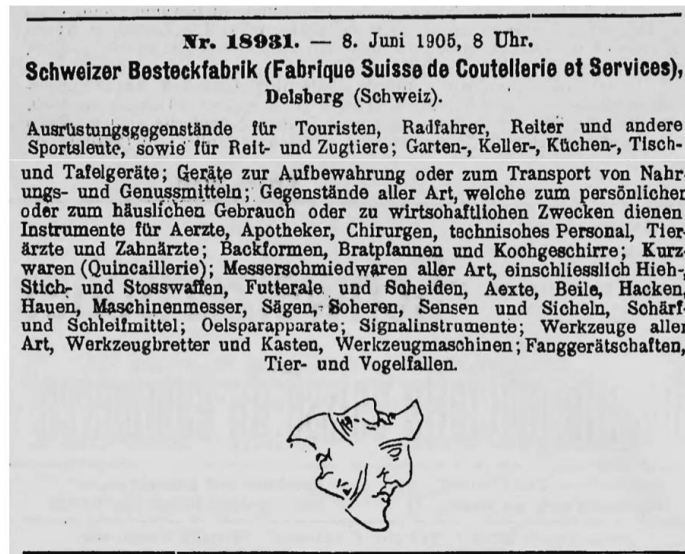 Nr. 18931. — 8. Juni 1905, 8 Uhr.
Schweizer Besteckfabrik (Fabrique Suisse de Coutellerie et Services),
Delsberg (Schweiz).
Ausrüstungsgegenstände für Touristen, Radfahrer, Reiter und andere
Sportsleute, sowie für Reit- und Zugtiere; Garten-, Keller-, Küchen-, Tisch-
und Tafelgeräte; Geräte zur Aufbewahrung oder zum Transport von Nahr-
ungs- und Genussmitteln; Gegenstände aller Art, welche zum persönlichen
oder zum häuslichen Gebrauch oder zu wirtschaftlichen Zwecken dienen
Instrumente für Aerzte, Apotheker, Chirurgen, technisches Personal, Tier-
ärzte und Zahnärzte; Backformen, Bratpfannen und Kochgeschirre; Kurz-
waren (Quincaillerie); Messerschmiedwaren aller Art, einschliesslich Hieb-,
Stich- und Stosswaffen, Futterale und Scheiden, Aexte, Beile, Hacken,
Hauen, Maschinenmesser, Sägen, Scheren, Sensen und Sicheln, Schärf-
und Schleifmittel; Oelsparapparate; Signalinstrumente; Werkzeuge aller
Art, Werkzeugbretter und Kasten, Werkzeugmaschinen; Fanggerätschaften,
Tier- und Vogelfallen.